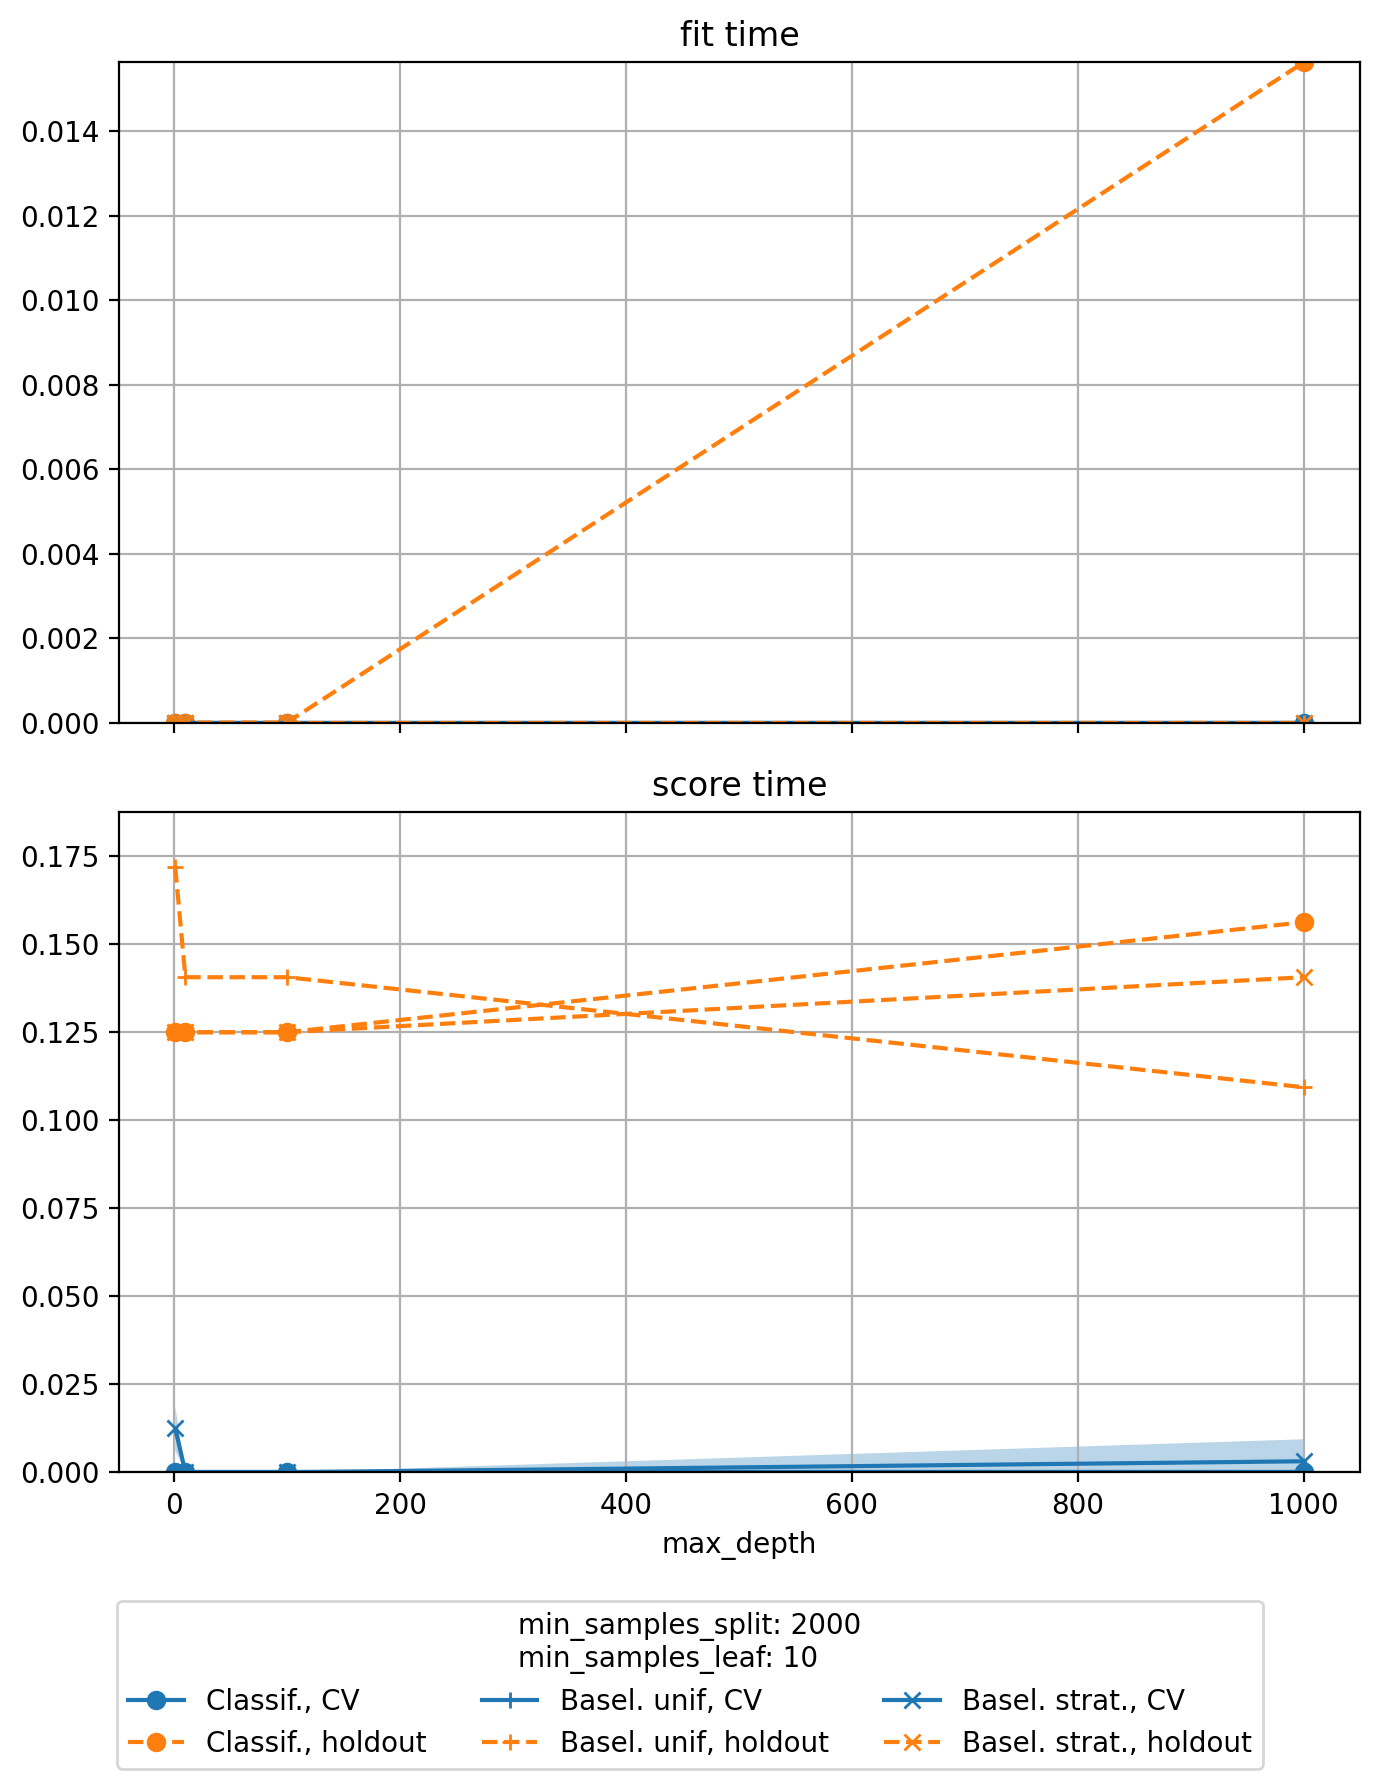 fit time
0.014
0.012
0.010
0.008
0.006
0.004
0.002
0.000
score time
0.175
0.150
0.125
0.100
0.075
0.050
0.025
0.000
0 200 400 600 800 1000
max_depth
min_samples_split: 2000
min_samples_leaf: 10
Classif., CV Basel. unif, CV Basel. strat., CV
Classif., holdout Basel. unif, holdout Basel. strat., holdout